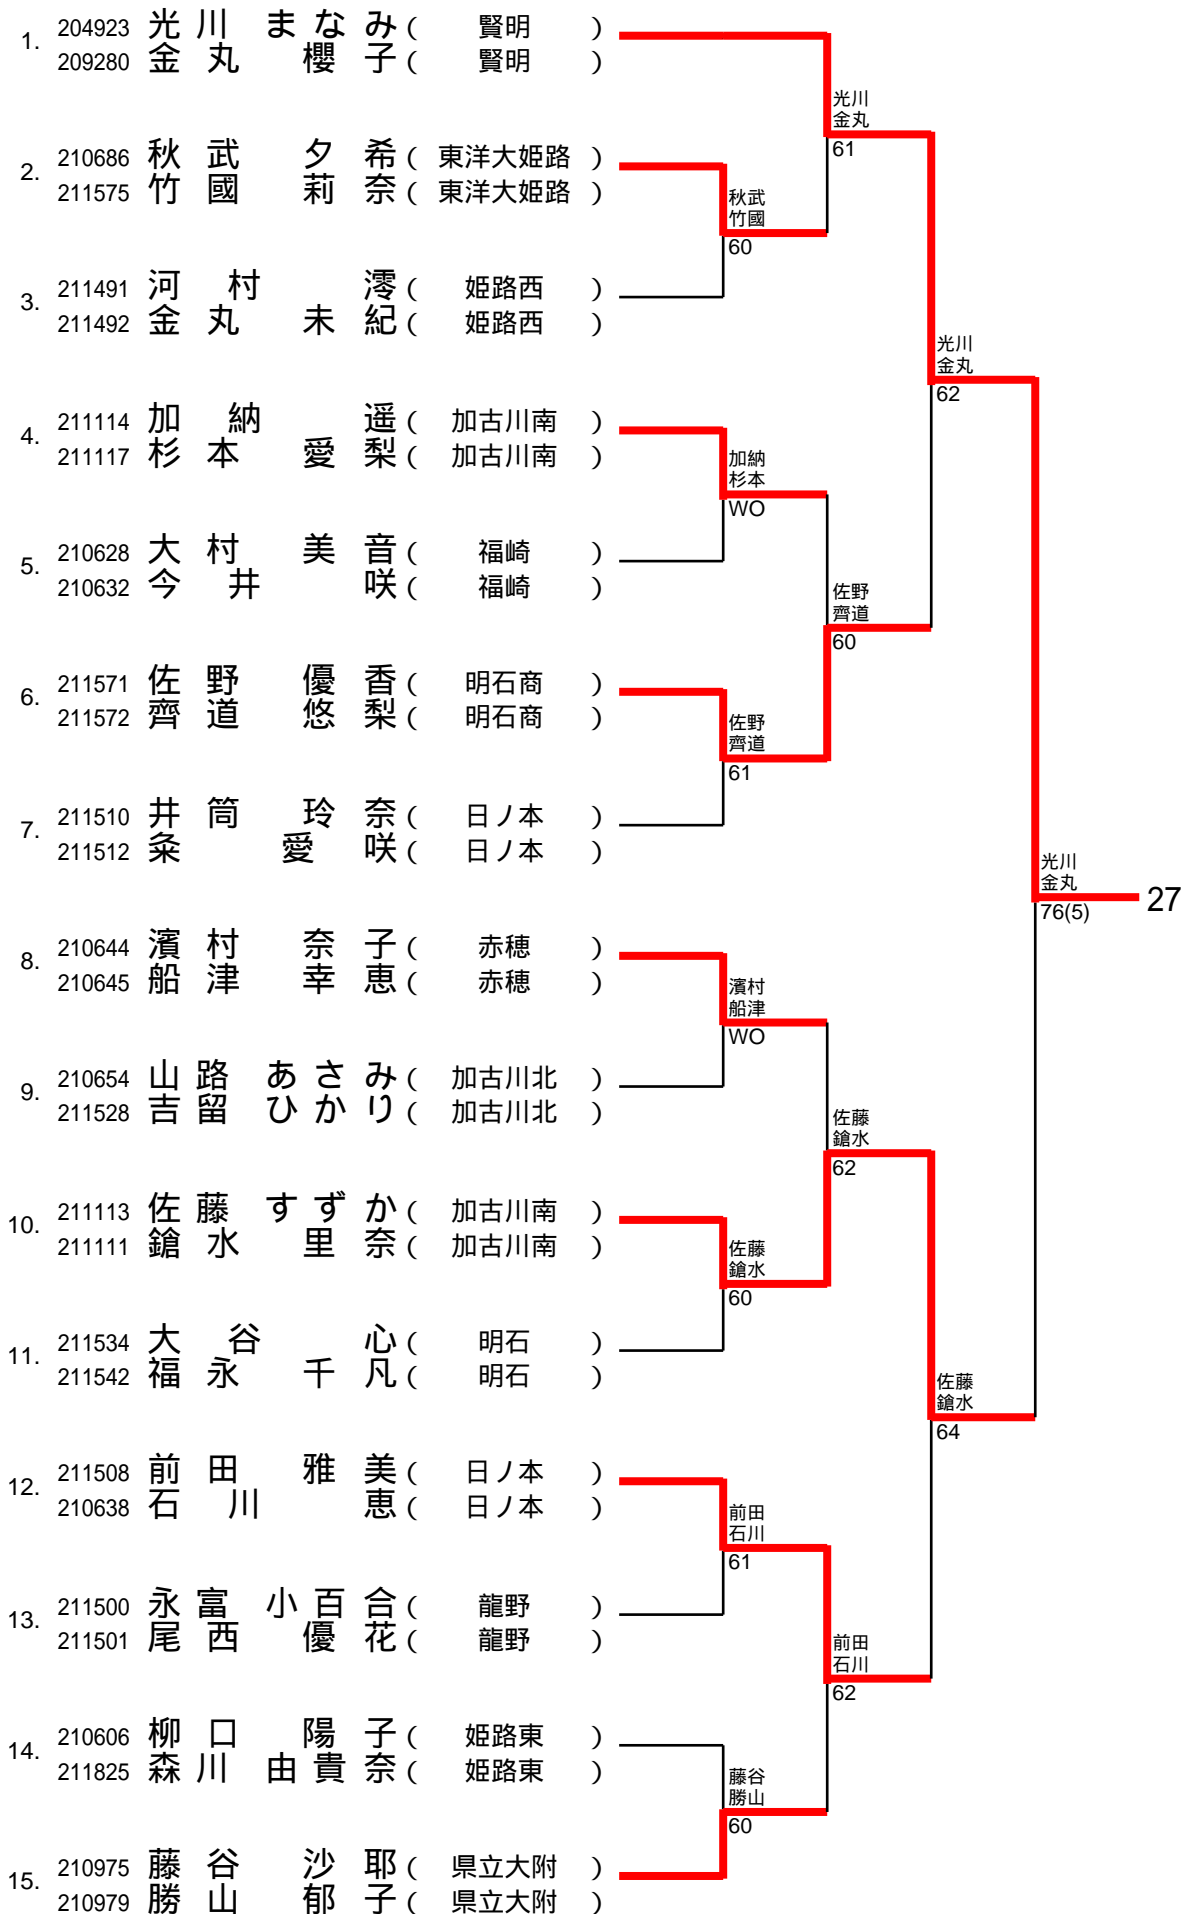 1. 204923 光川 まなみ ( 賢明 )
209280 金丸 櫻子 ( 賢明 )
2. 210686 秋武 夕希 ( 東洋大姫路 )
211575 竹國 莉奈 ( 東洋大姫路 )
3. 211491 河村 澪 ( 姫路西 )
211492 金丸 未紀 ( 姫路西 )
4. 211114 加納 遥 ( 加古川南 )
211117 杉本 愛梨 ( 加古川南 )
5. 210628 大村 美音 ( 福崎 )
210632 今井 咲 ( 福崎 )
6. 211571 佐野 優香 ( 明石商 )
211572 齊道 悠梨 ( 明石商 )
7. 211510 井筒 玲奈 ( 日ノ本 )
211512 粂 愛咲 ( 日ノ本 )
8. 210644 濱村 奈子 ( 赤穂 )
210645 船津 幸恵 ( 赤穂 )
9. 210654 山路 あさみ ( 加古川北 )
211528 吉留 ひかり ( 加古川北 )
10. 211113 佐藤 すずか ( 加古川南 )
211111 鎗水 里奈 ( 加古川南 )
11. 211534 大谷 心 ( 明石 )
211542 福永 千凡 ( 明石 )
12. 211508 前田 雅美 ( 日ノ本 )
210638 石川 恵 ( 日ノ本 )
13. 211500 永富 小百合 ( 龍野 )
211501 尾西 優花 ( 龍野 )
14. 210606 柳口 陽子 ( 姫路東 )
211825 森川 由貴奈 ( 姫路東 )
15. 210975 藤谷 沙耶 ( 県立大附 )
210979 勝山 郁子 ( 県立大附 )
秋武
竹國
60
加納
杉本
WO
佐野
齊道
61
濱村
船津
WO
佐藤
鎗水
60
前田
石川
61
藤谷
勝山
60
光川
金丸
61
佐野
齊道
60
佐藤
鎗水
62
前田
石川
62
光川
金丸
62
佐藤
鎗水
64
光川
金丸
76(5)
27